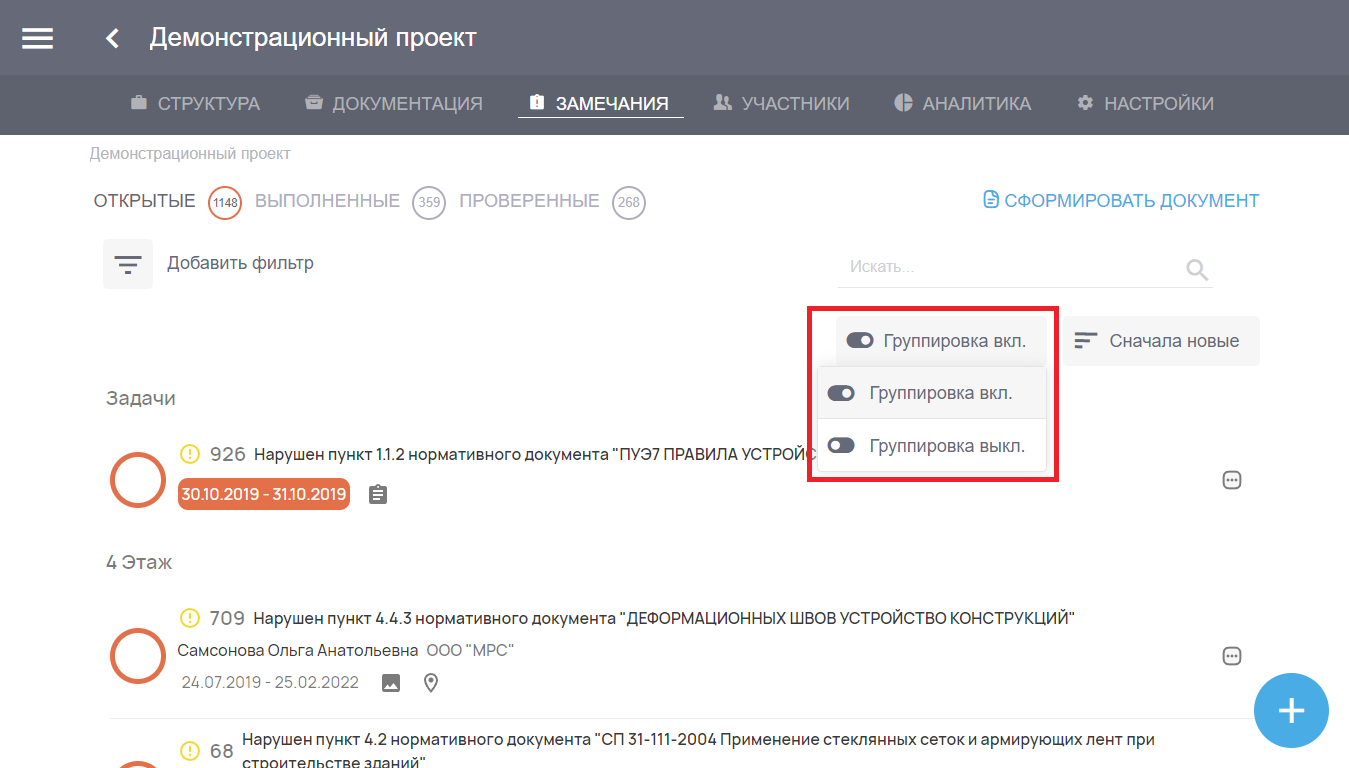 Демонстрационный проект
СТРУКТУРА ДОКУМЕНТАЦИЯ ЗАМЕЧАНИЯ УЧАСТНИКИ АНАЛИТИКА НАСТРОЙКИ
Демонстрационный проект
ОТКРЫТЫЕ 1148 ВЫПОЛНЕННЫЕ 359 ПРОВЕРЕННЫЕ 268 СФОРМИРОВАТЬ ДОКУМЕНТ
Добавить фильтр Искать...
Группировка вкл. Сначала новые
Группировка вкл.
Группировка выкл.
Задачи
926 Нарушен пункт 1.1.2 нормативного документа "ПУЭ7 ПРАВИЛА УСТРОЙС
30.10.2019 - 31.10.2019
4 Этаж
709 Нарушен пункт 4.4.3 нормативного документа "ДЕФОРМАЦИОННЫХ ШВОВ УСТРОЙСТВО КОНСТРУКЦИЙ"
Самсонова Ольга Анатольевна ООО "МРС"
24.07.2019 - 25.02.2022
68 Нарушен пункт 4.2 нормативного документа "СП 31-111-2004 Применение стеклянных сеток и армирующих лент при
строительстве зданий"